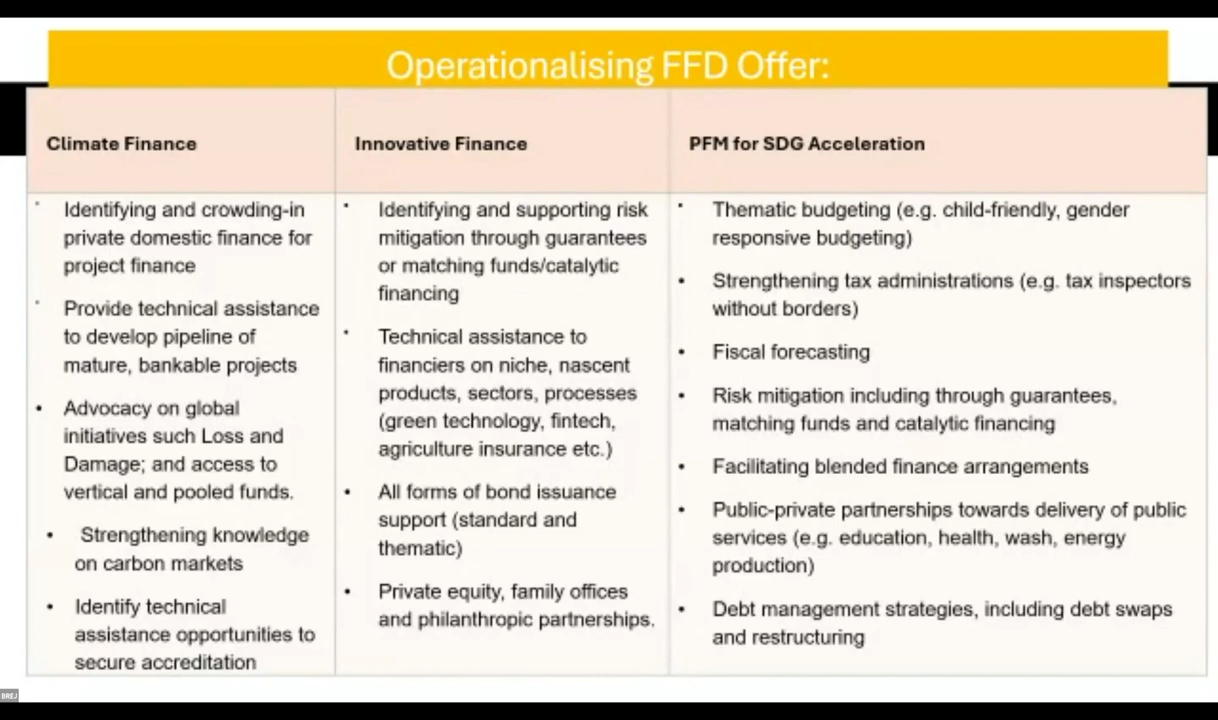 Operationalising FFD Offer:
Climate Finance
Identifying and crowding-in
private domestic finance for
project finance
Provide technical assistance
to develop pipeline of
mature, bankable projects
• Advocacy on global
initiatives such Loss and
Damage; and access to
vertical and pooled funds.
• Strengthening knowledge
on carbon markets
• Identify technical
assistance opportunities to
secure accreditation
Innovative Finance
• Identifying and supporting risk
mitigation through guarantees
or matching funds/catalytic
financing
• Technical assistance to
financiers on niche, nascent
products, sectors, processes
(green technology, fintech,
agriculture insurance etc.)
• All forms of bond issuance
support (standard and
thematic)
• Private equity, family offices
and philanthropic partnerships.
PFM for SDG Acceleration
• Thematic budgeting (e.g. child-friendly, gender
responsive budgeting)
• Strengthening tax administrations (e.g. tax inspectors
without borders)
• Fiscal forecasting
• Risk mitigation including through guarantees,
matching funds and catalytic financing
• Facilitating blended finance arrangements
• Public-private partnerships towards delivery of public
services (e.g. education, health, wash, energy
production)
• Debt management strategies, including debt swaps
and restructuring
BREJ